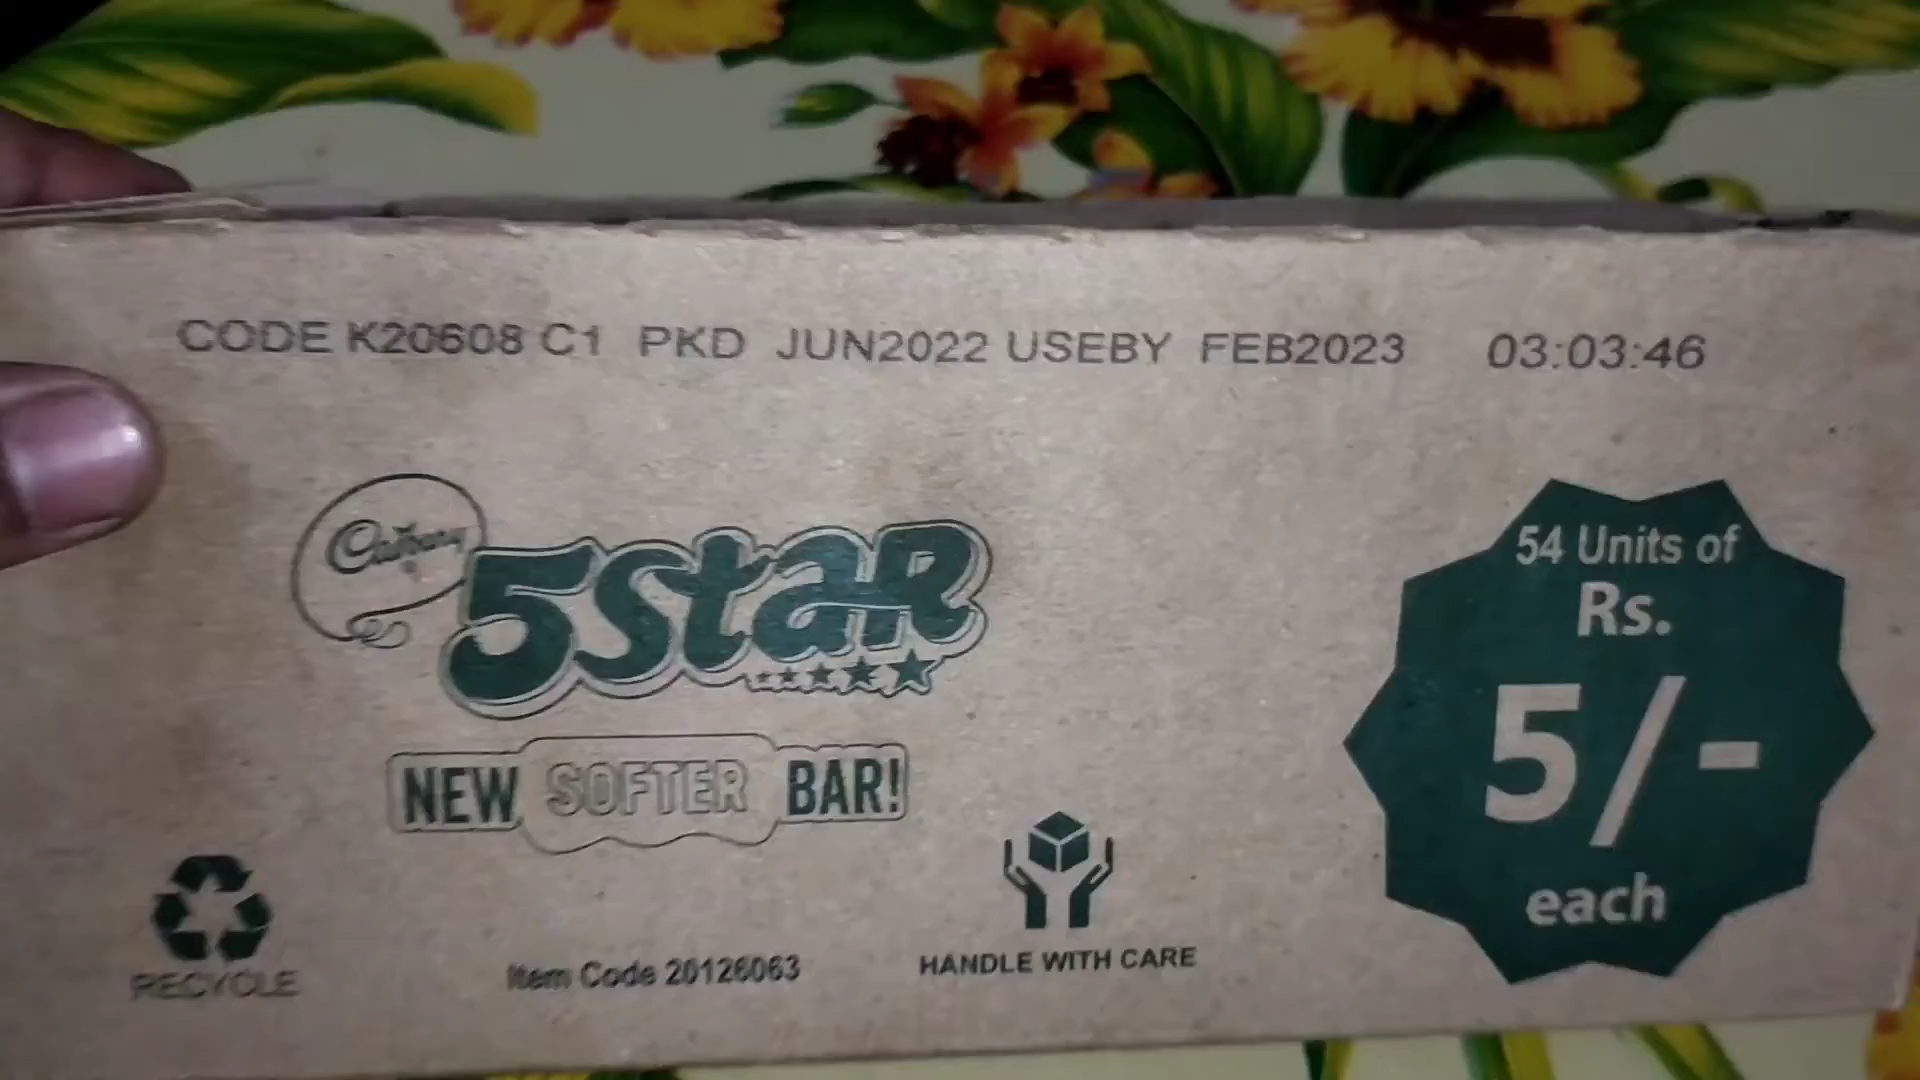 CODE K20608 C1 PKD JUN2022 USEBY FEB2023 03:03:46
Cadbury
5Star
NEW SOFTER BAR!
54 Units of
Rs.
5/-
each
RECYCLE
Item Code 20126063
HANDLE WITH CARE